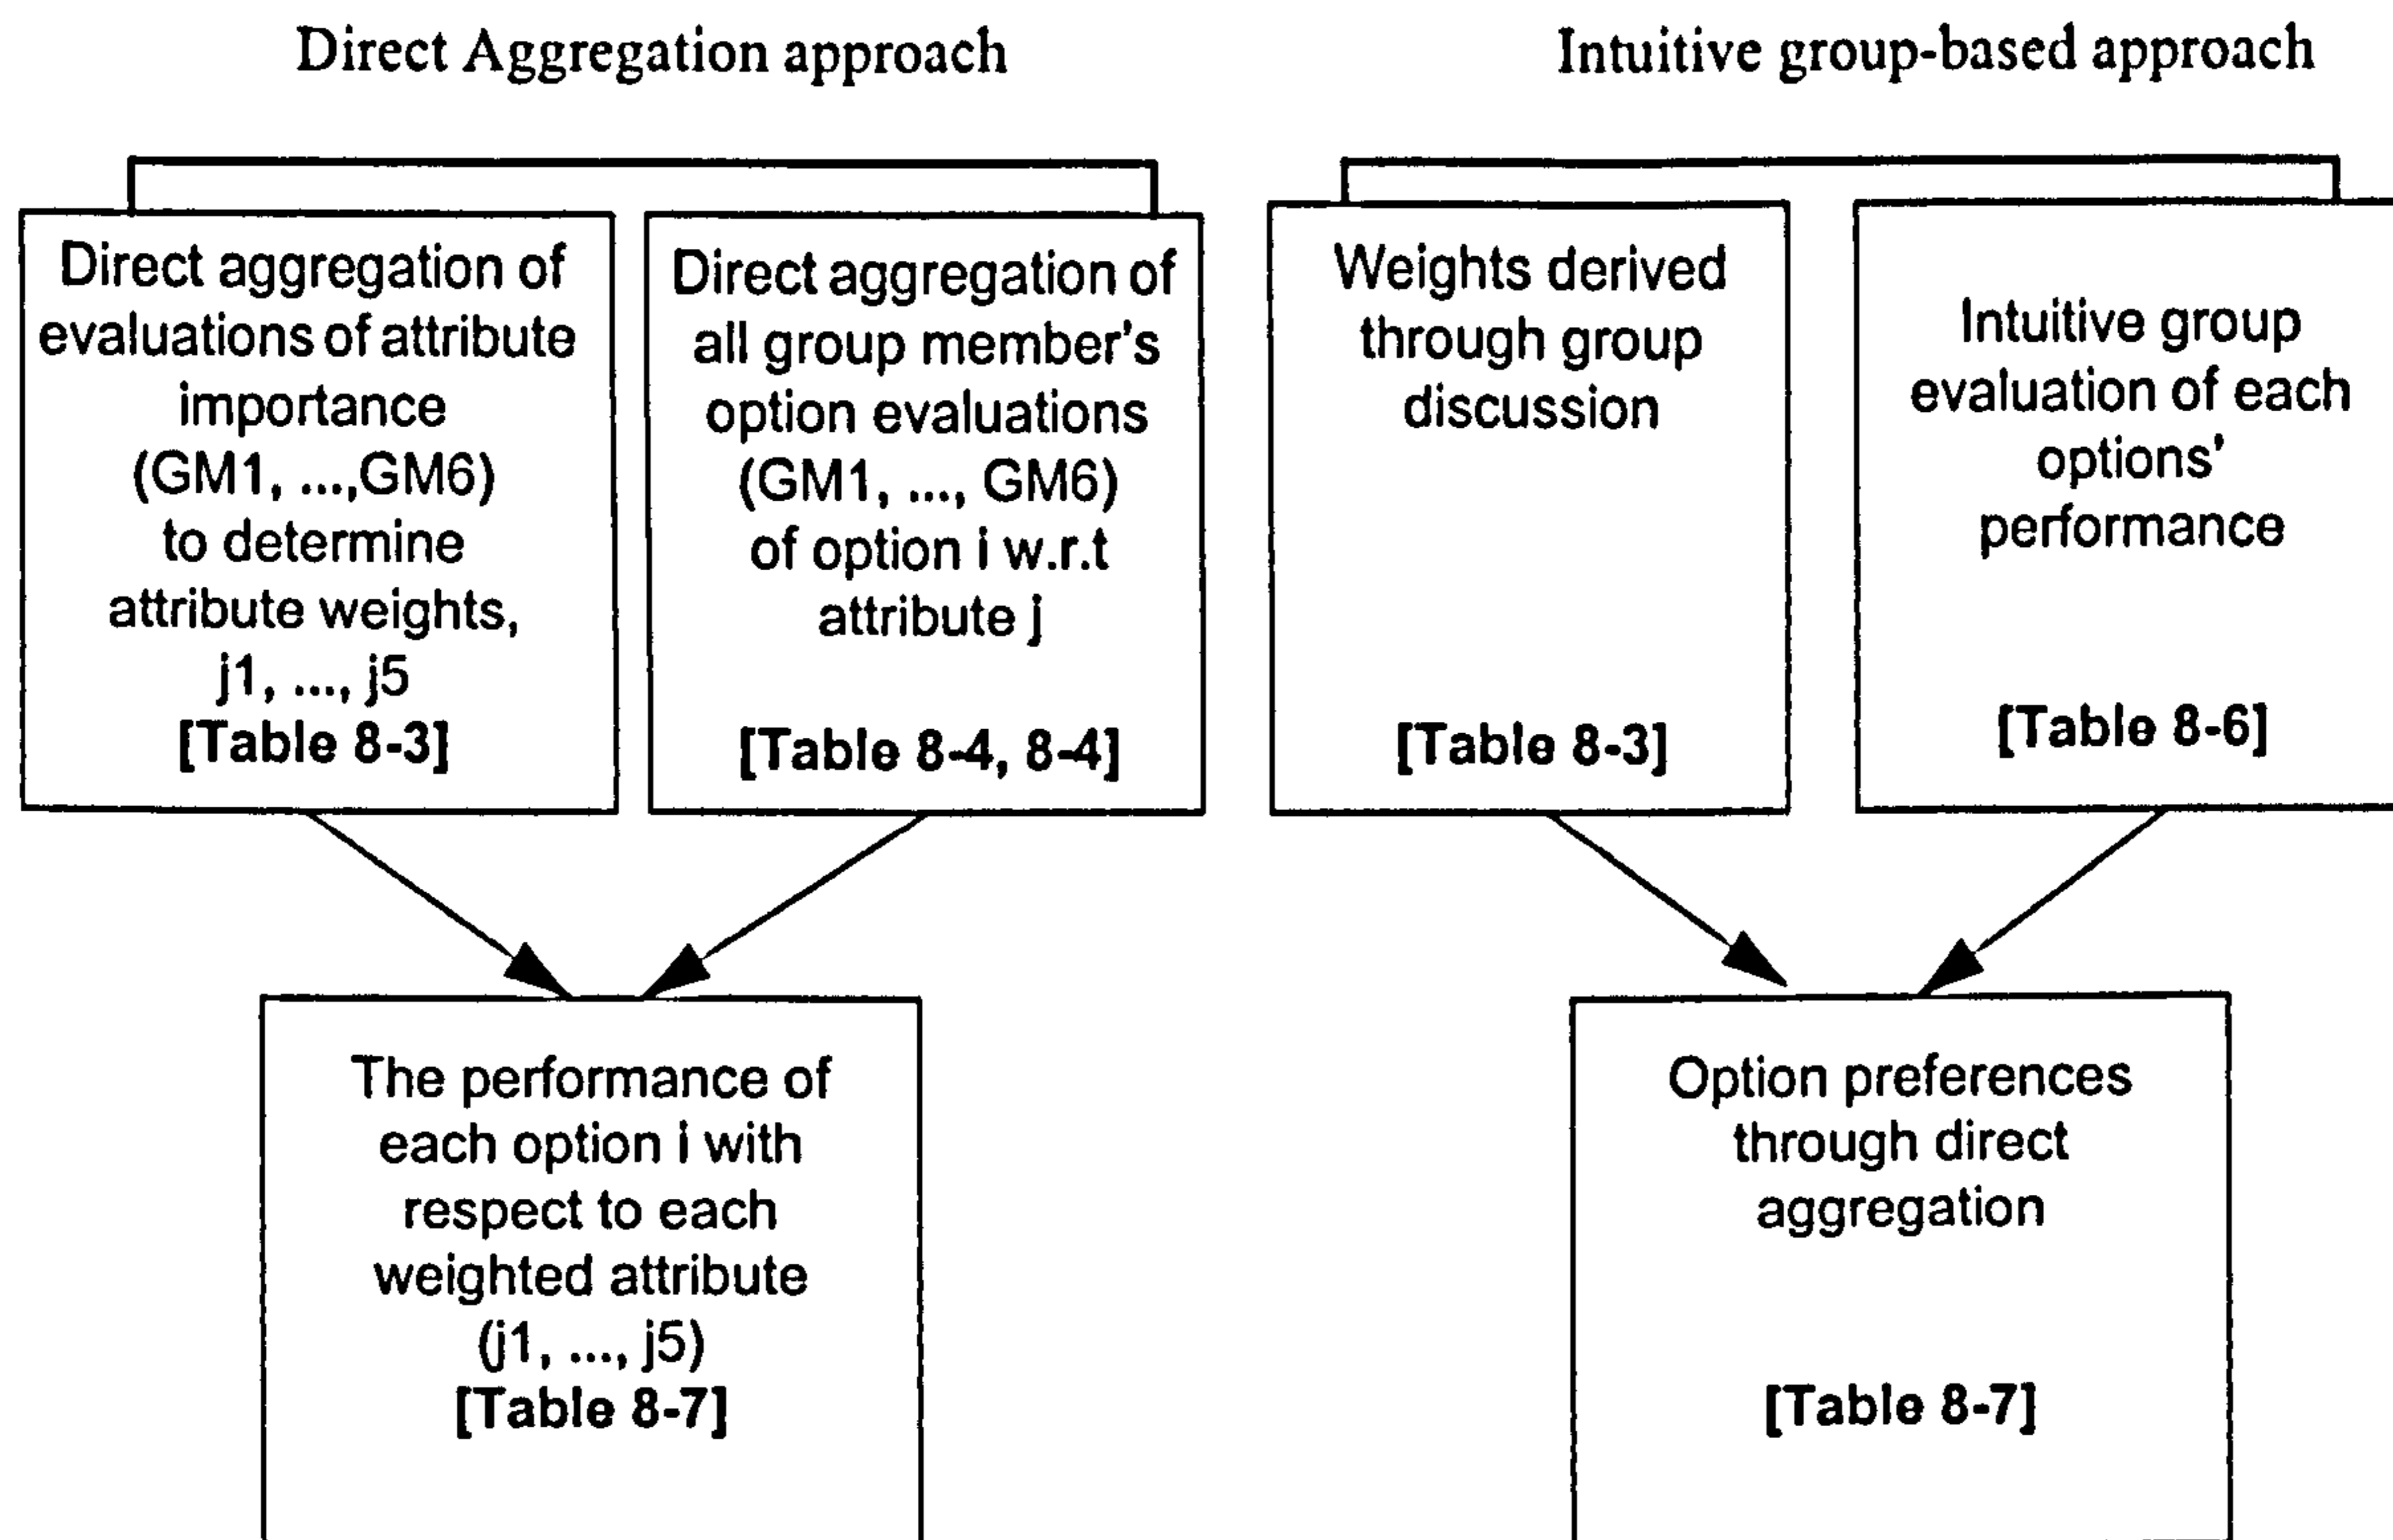 Direct Aggregation approach
Intuitive group-based approach
Direct aggregation of
evaluations of attribute
importance
(GM1, ...,GM6)
to determine
attribute weights,
j1, ..., j5
[Table 8-3]
Direct aggregation of
all group member's
option evaluations
(GM1, ..., GM6)
of option i w.r.t
attribute j
[Table 8-4, 8-4]
Weights derived
through group
discussion
[Table 8-3]
Intuitive group
evaluation of each
options'
performance
[Table 8-6]
The performance of
each option i with
respect to each
weighted attribute
(j1, ..., j5)
[Table 8-7]
Option preferences
through direct
aggregation
[Table 8-7]